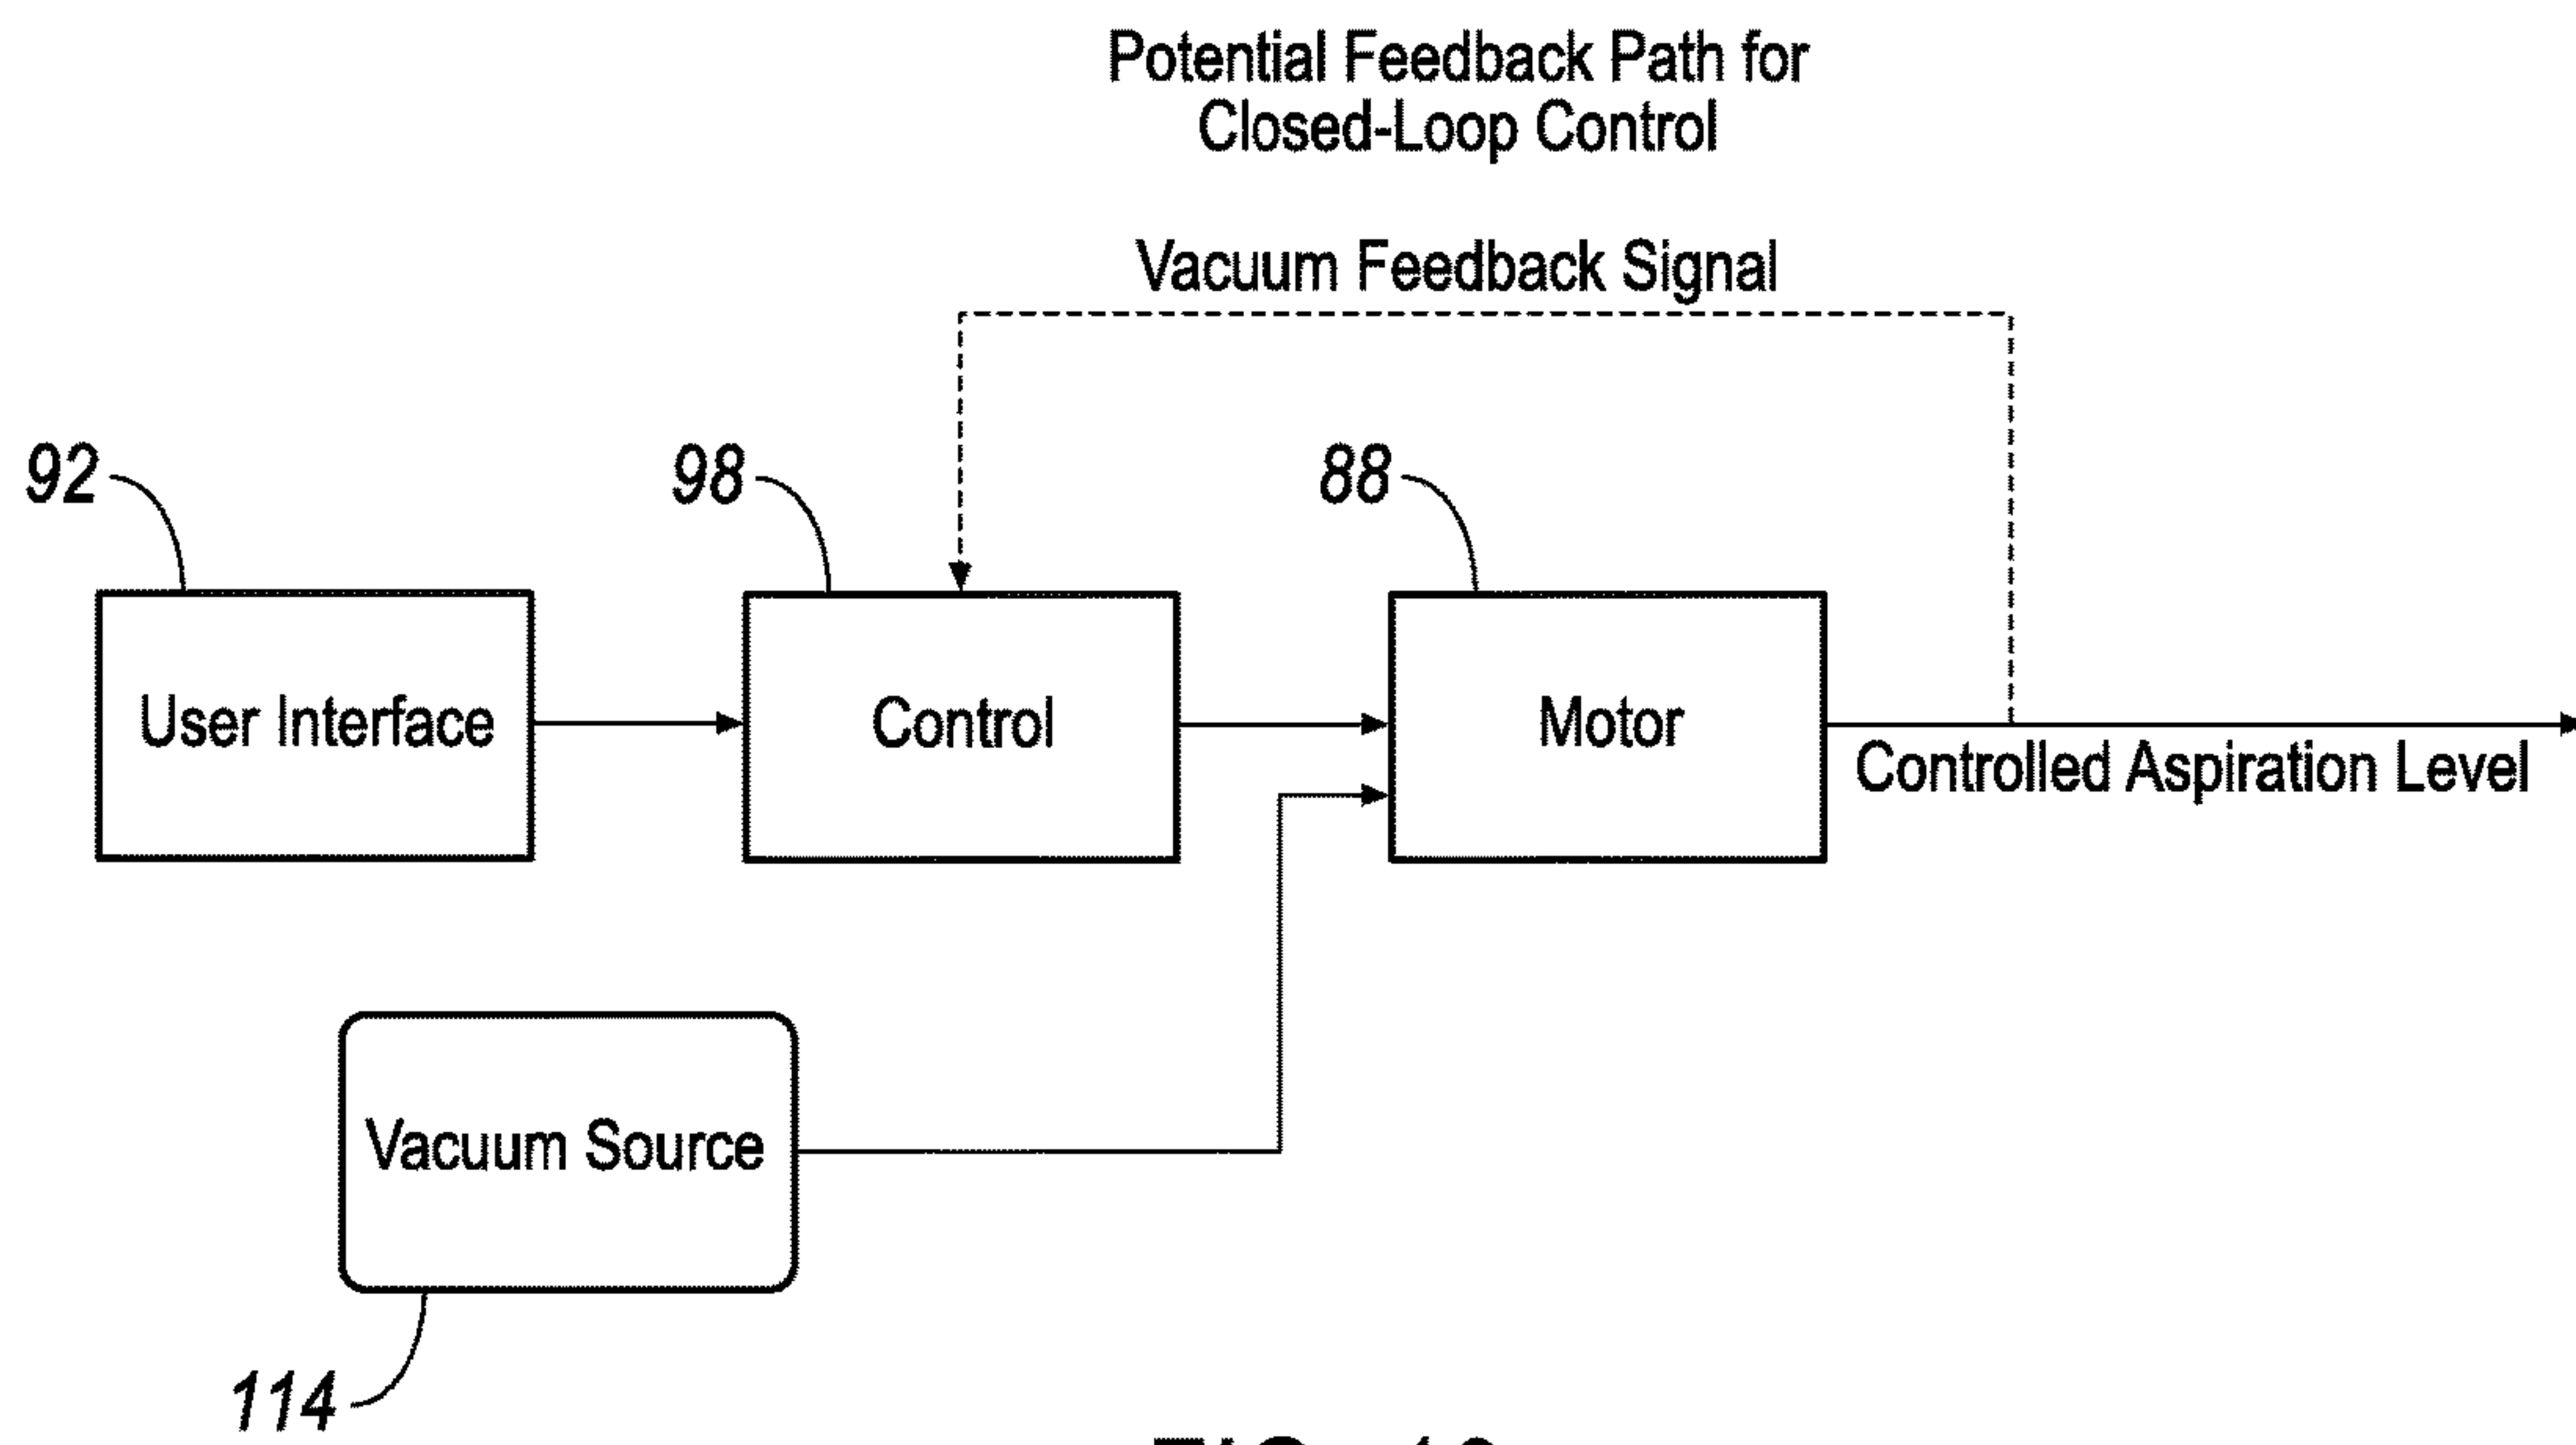 Potential Feedback Path for
Closed-Loop Control
Vacuum Feedback Signal
92
98
88
User Interface
Control
Motor
Controlled Aspiration Level
Vacuum Source
114